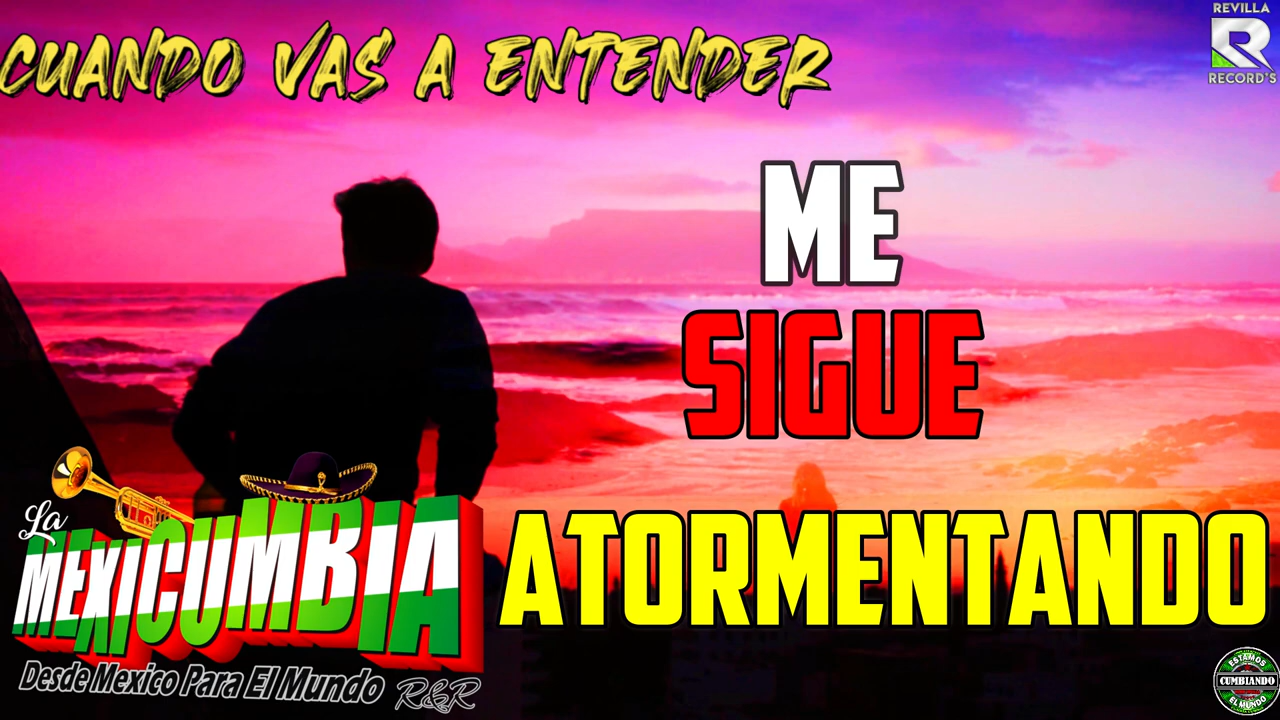 CUANDO VAS A ENTENDER
REVILLA
R
RECORD'S
ME
SIGUE
ATORMENTANDO
La
MEXICUMBIA
Desde Mexico Para El Mundo R&R
ESTAMOS
CUMBIANDO
EL MUNDO